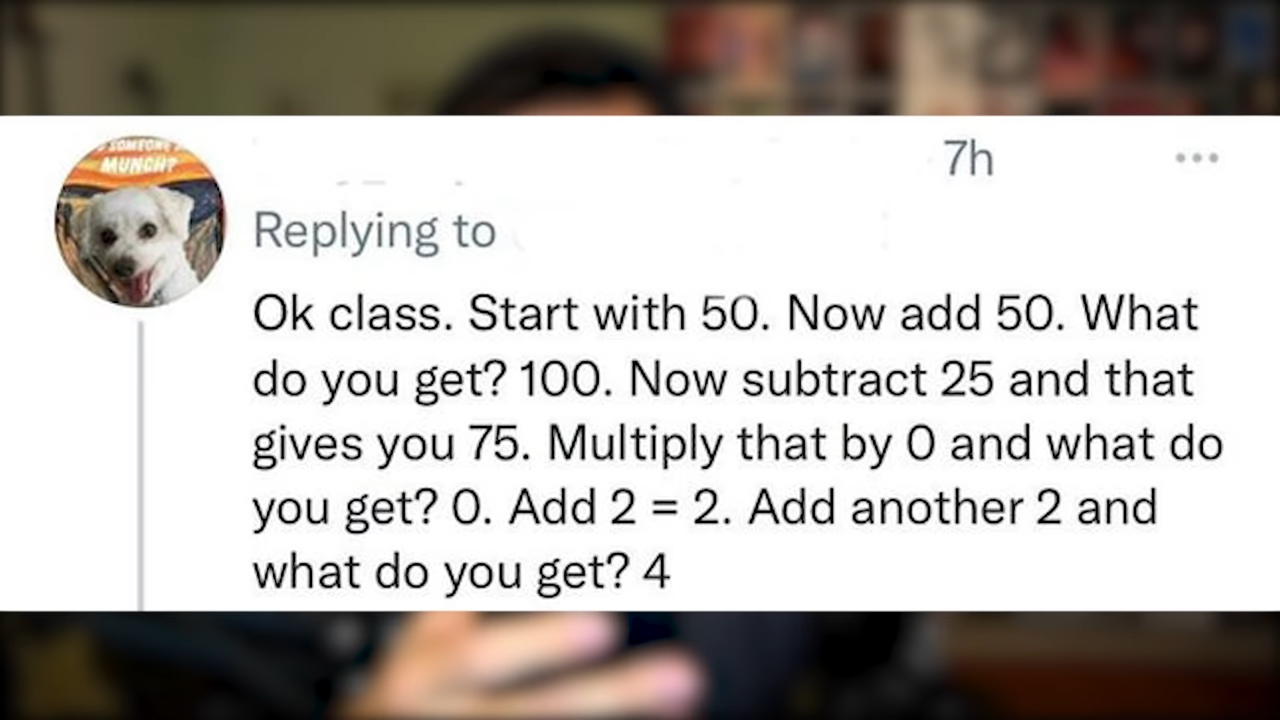 SOMEONE
MUNCH?
7h
Replying to
Ok class. Start with 50. Now add 50. What
do you get? 100. Now subtract 25 and that
gives you 75. Multiply that by 0 and what do
you get? 0. Add 2 = 2. Add another 2 and
what do you get? 4